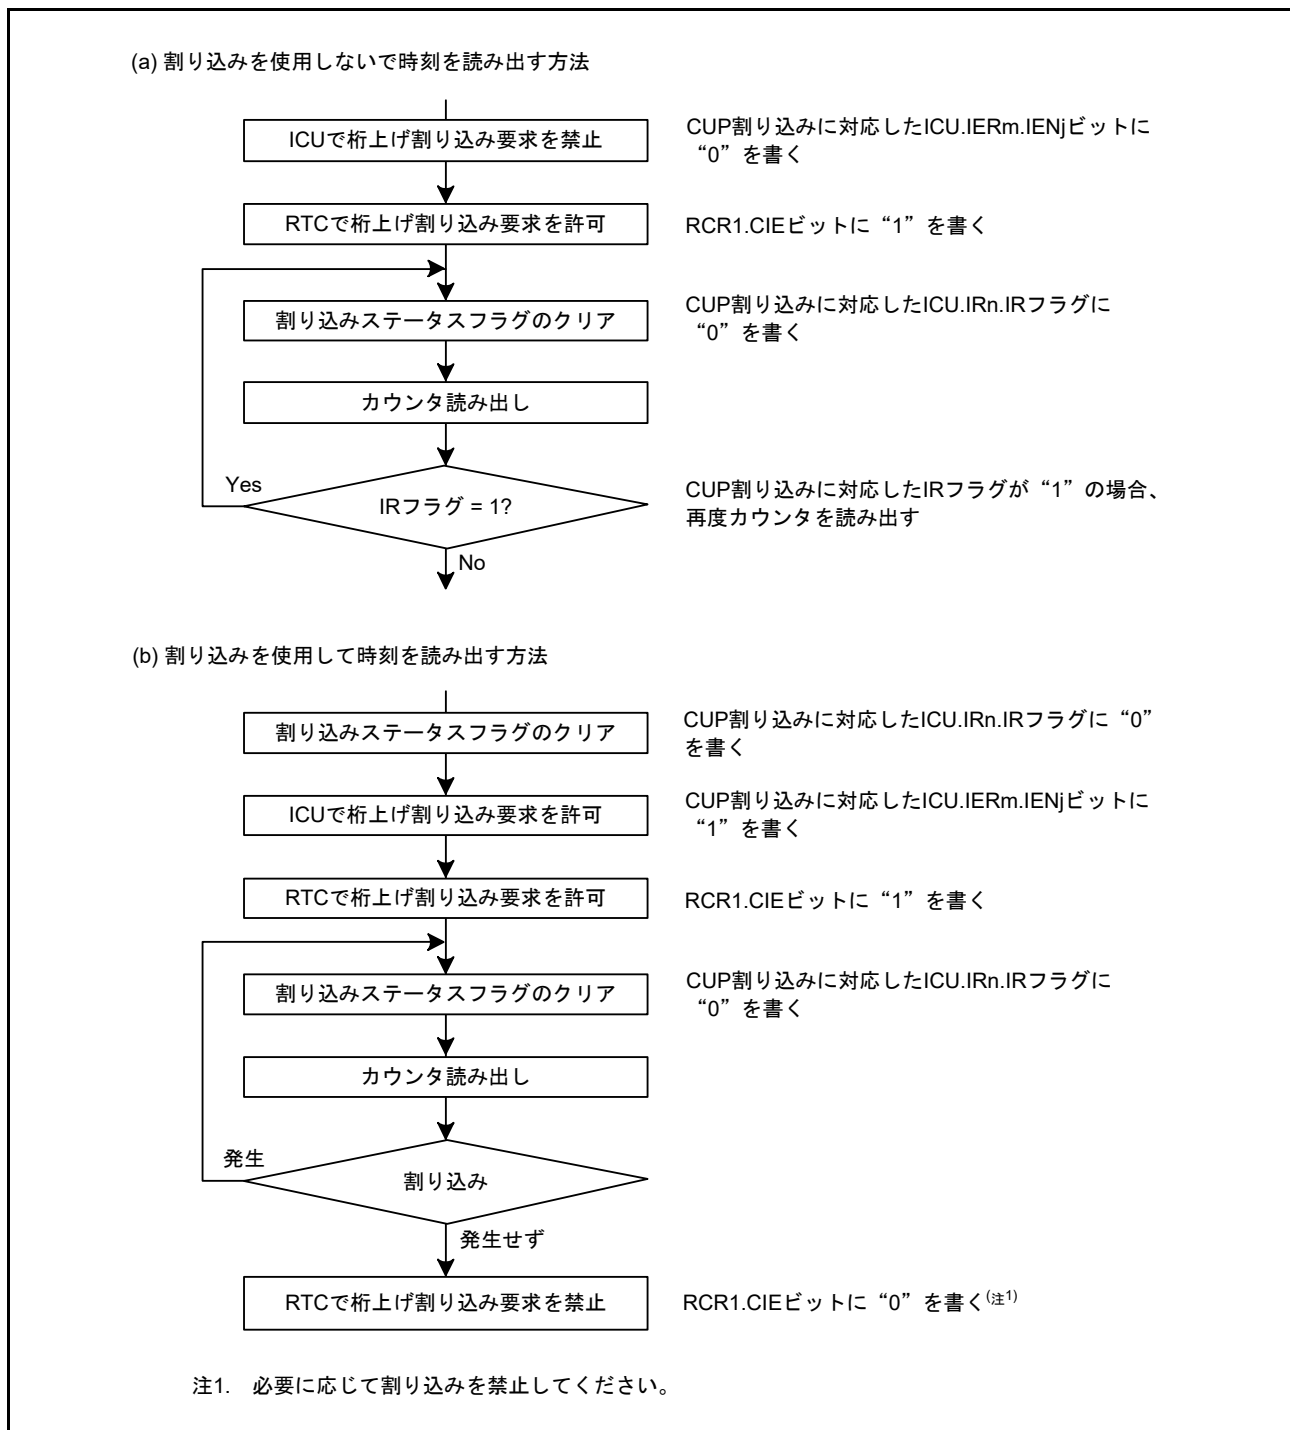 (a) 割り込みを使用しないで時刻を読み出す方法
ICUで桁上げ割り込み要求を禁止
CUP割り込みに対応したICU.IERm.IENjビットに
“0”を書く
RTCで桁上げ割り込み要求を許可
RCR1.CIEビットに“1”を書く
割り込みステータスフラグのクリア
CUP割り込みに対応したICU.IRn.IRフラグに
“0”を書く
カウンタ読み出し
Yes
IRフラグ = 1?
CUP割り込みに対応したIRフラグが“1”の場合、
再度カウンタを読み出す
No
(b) 割り込みを使用して時刻を読み出す方法
割り込みステータスフラグのクリア
CUP割り込みに対応したICU.IRn.IRフラグに“0”
を書く
ICUで桁上げ割り込み要求を許可
CUP割り込みに対応したICU.IERm.IENjビットに
“1”を書く
RTCで桁上げ割り込み要求を許可
RCR1.CIEビットに“1”を書く
割り込みステータスフラグのクリア
CUP割り込みに対応したICU.IRn.IRフラグに
“0”を書く
カウンタ読み出し
発生
割り込み
発生せず
RTCで桁上げ割り込み要求を禁止
RCR1.CIEビットに“0”を書く(注1)
注1. 必要に応じて割り込みを禁止してください。